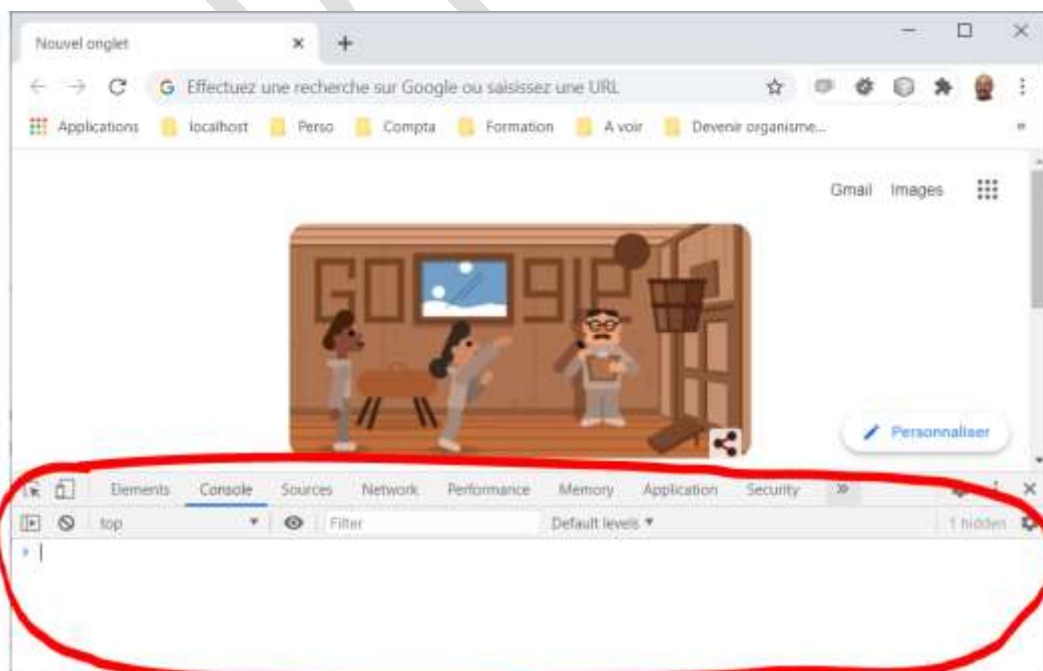 Nouvel onglet
Effectuez une recherche sur Google ou saisissez une URL
Applications localhost Perso Compta Formation A voir Devenir organisme...
Gmail Images
Personnaliser
Elements Console Sources Network Performance Memory Application Security
top Filter Default levels 1 hidden